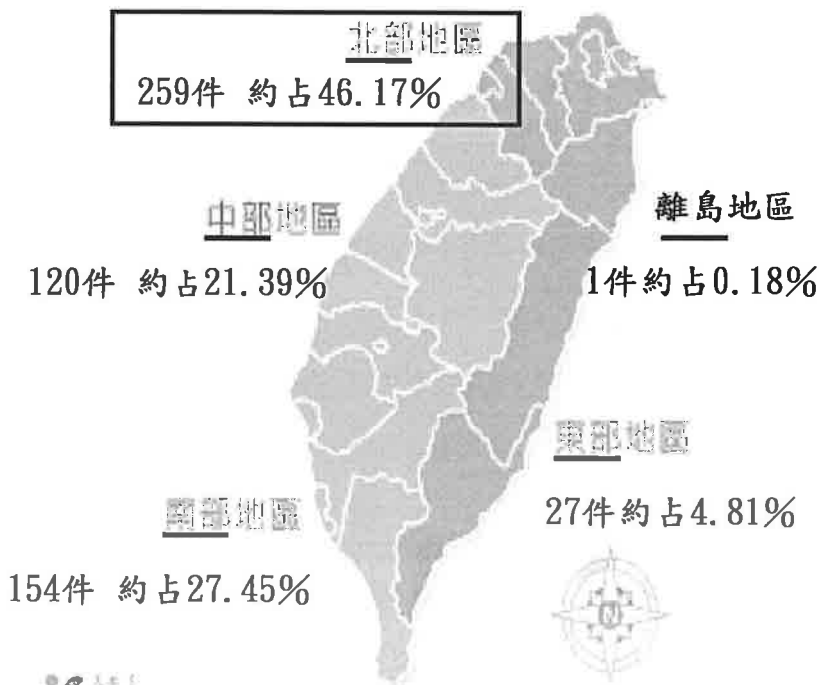 北部地區
259件 約占46.17%
中部地區
120件 約占21.39%
離島地區
1件約占0.18%
東部地區
27件約占4.81%
南部地區
154件 約占27.45%
N